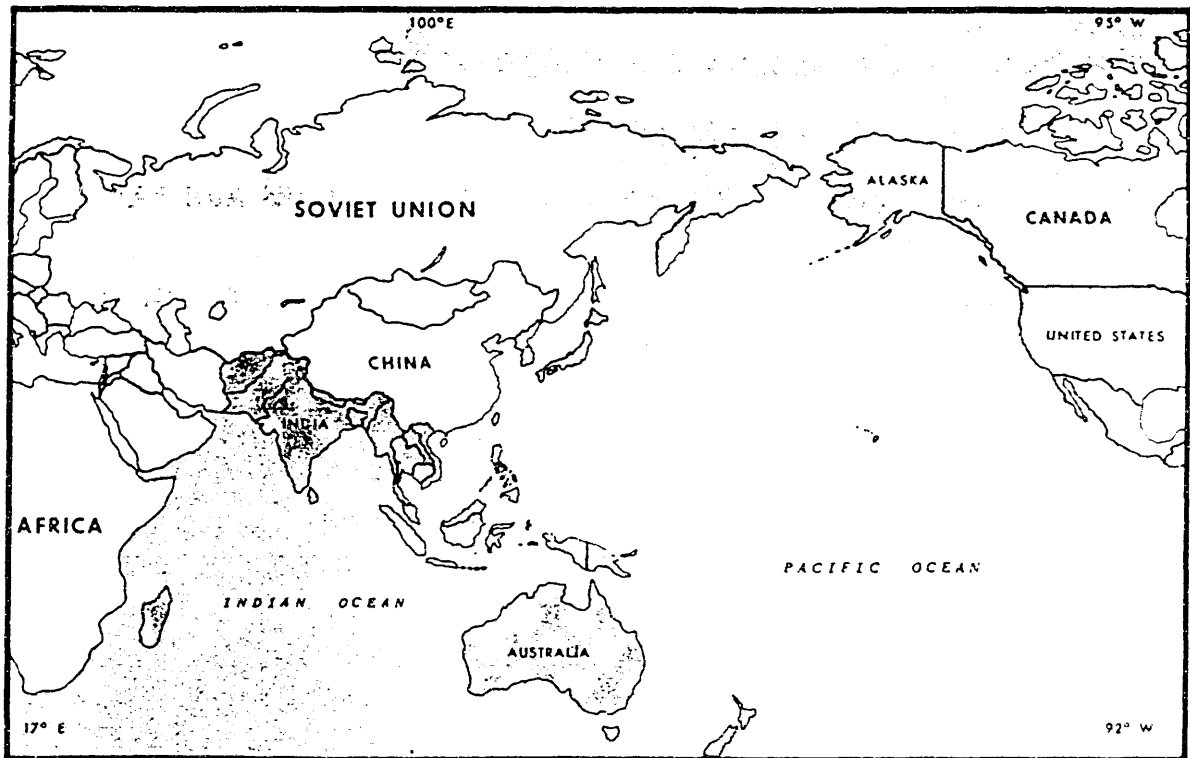 100°E
95° W
ALASKA
SOVIET UNION
CANADA
UNITED STATES
CHINA
INDIA
AFRICA
PACIFIC OCEAN
INDIAN OCEAN
AUSTRALIA
17° E
92° W